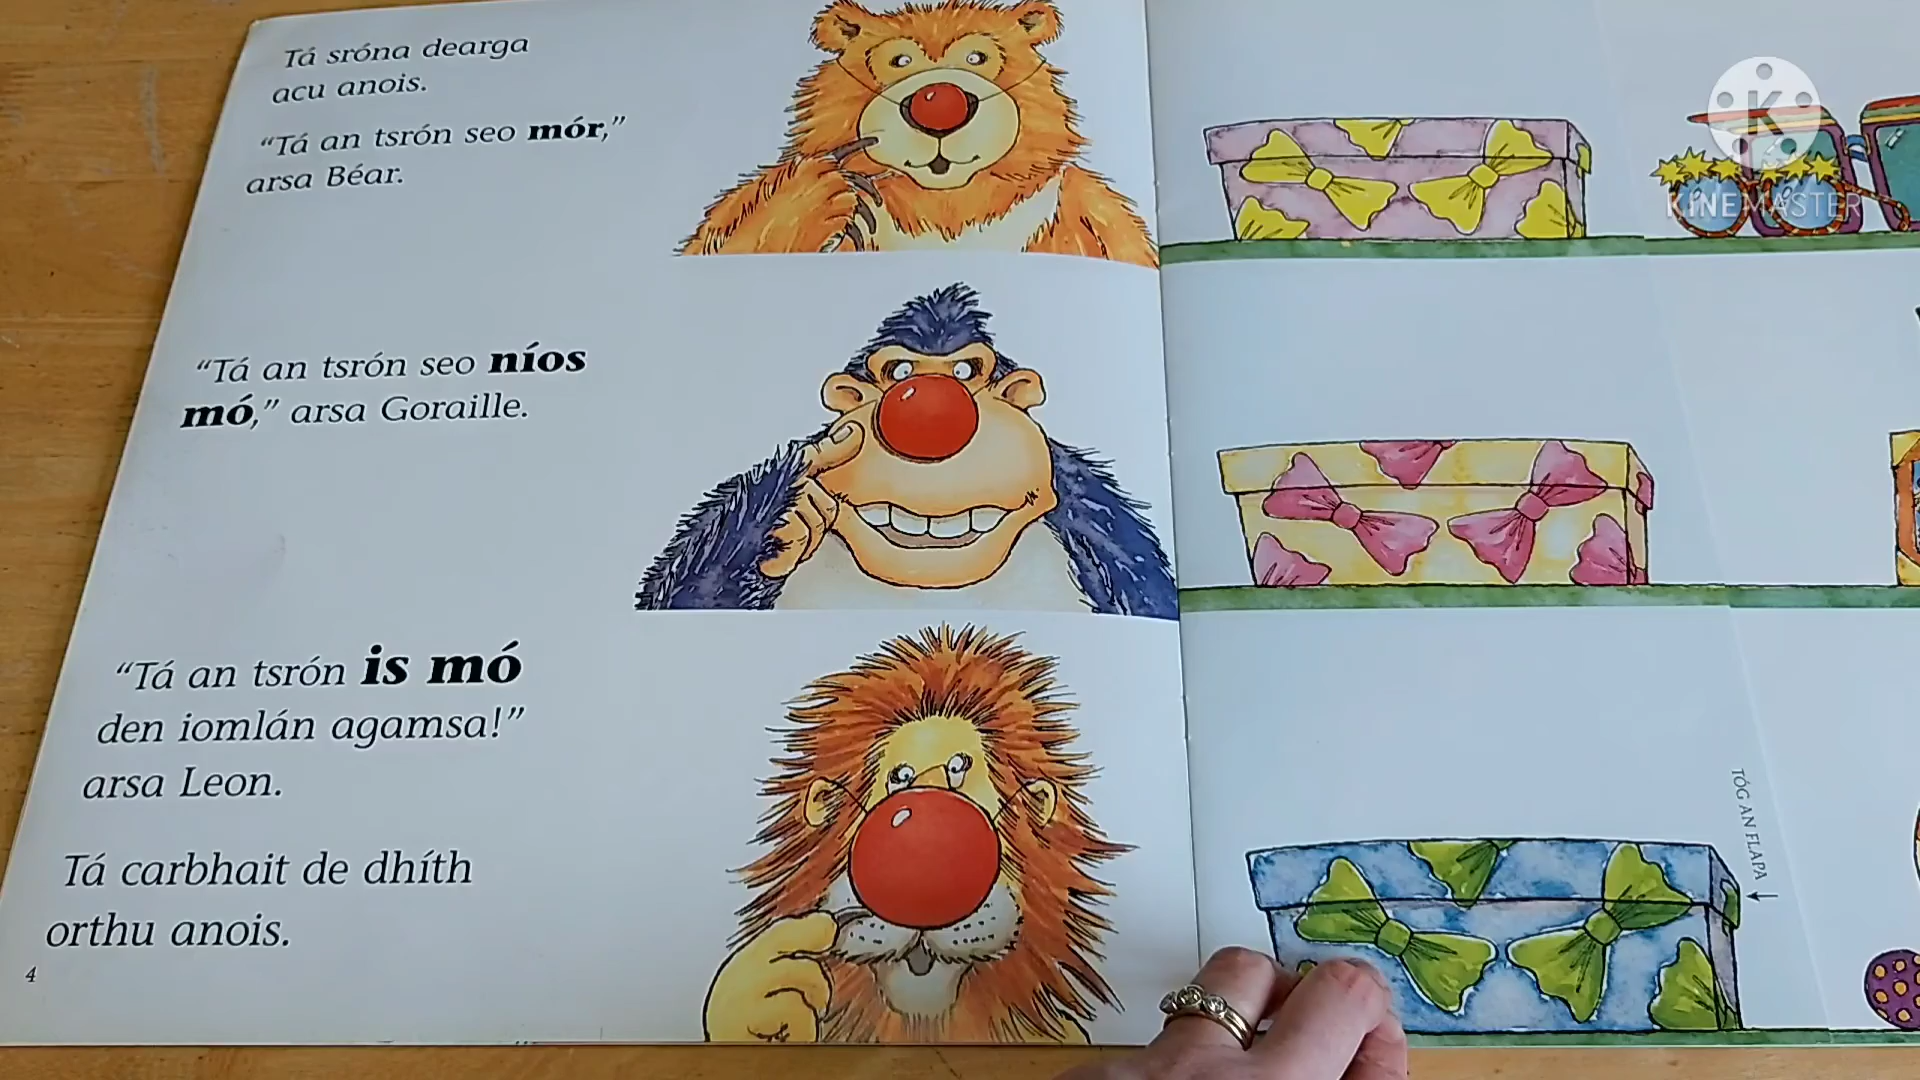 Tá sróna dearga
acu anois.
“Tá an tsrón seo mór,”
arsa Béar.
“Tá an tsrón seo níos
mó,” arsa Goraille.
“Tá an tsrón is mó
den iomlán agamsa!”
arsa Leon.
Tá carbhait de dhíth
orthu anois.
4
TÓG AN FLAPA
K
KINEMASTER